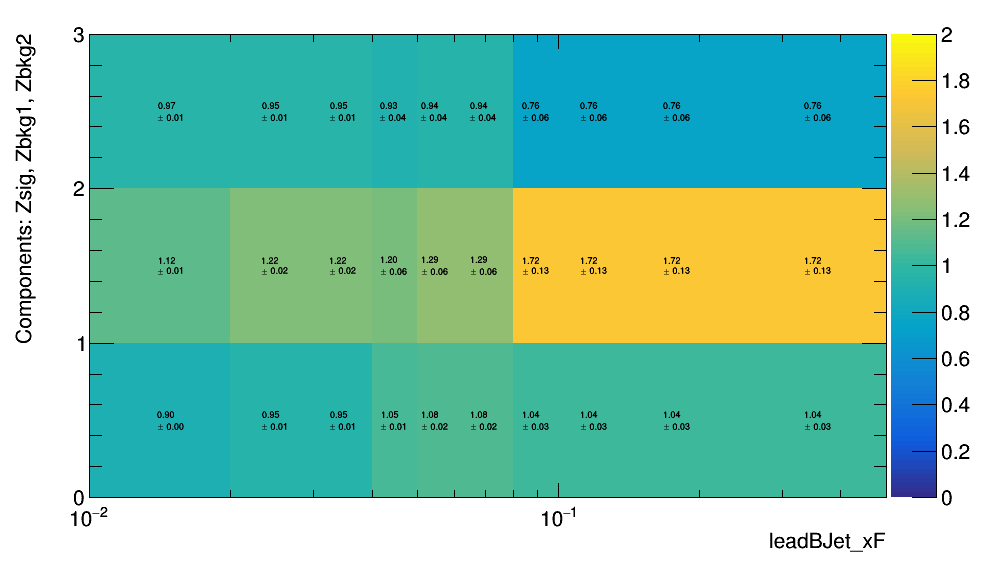 Components: Zsig, Zbkg1, Zbkg2
3
2
1
0
0.97 0.95 0.95 0.93 0.94 0.94 0.76 0.76 0.76 0.76
± 0.01 ± 0.01 ± 0.01 ± 0.04 ± 0.04 ± 0.04 ± 0.06 ± 0.06 ± 0.06 ± 0.06
1.12 1.22 1.22 1.20 1.29 1.29 1.72 1.72 1.72 1.72
± 0.01 ± 0.02 ± 0.02 ± 0.06 ± 0.06 ± 0.06 ± 0.13 ± 0.13 ± 0.13 ± 0.13
0.90 0.95 0.95 1.05 1.08 1.08 1.04 1.04 1.04 1.04
± 0.00 ± 0.01 ± 0.01 ± 0.01 ± 0.02 ± 0.02 ± 0.03 ± 0.03 ± 0.03 ± 0.03
10⁻² 10⁻¹
leadBJet_xF
2
1.8
1.6
1.4
1.2
1
0.8
0.6
0.4
0.2
0